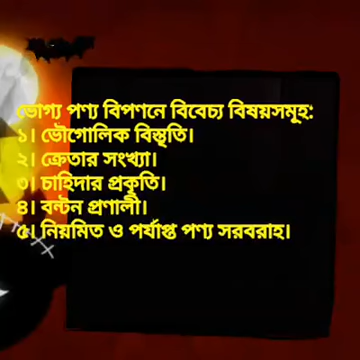 ভোগ্য পণ্য বিপণনে বিবেচ্য বিষয়সমূহ:
১। ভৌগোলিক বিস্তৃতি।
২। ক্রেতার সংখ্যা।
৩। চাহিদার প্রকৃতি।
৪। বন্টন প্রণালী।
৫। নিয়মিত ও পর্যাপ্ত পণ্য সরবরাহ।